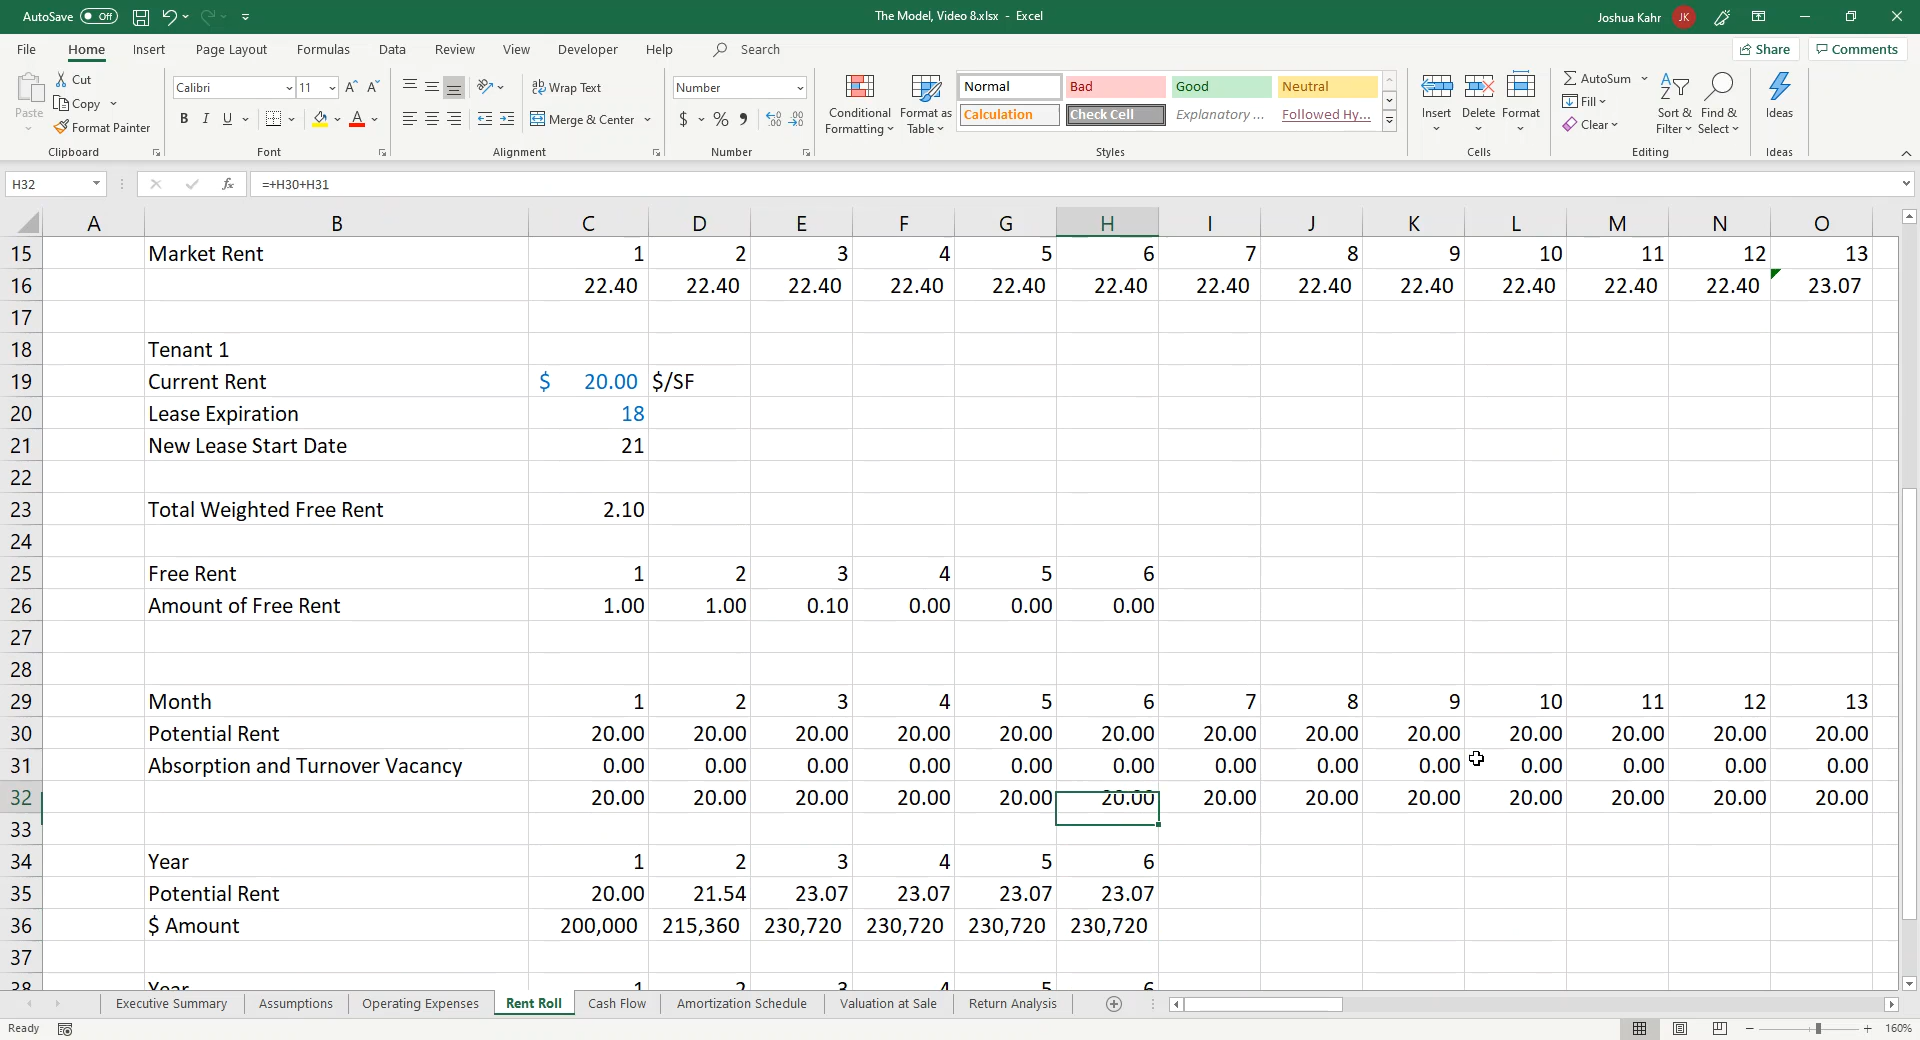 AutoSave Off The Model, Video 8.xlsx - Excel Joshua Kahr JK
File Home Insert Page Layout Formulas Data Review View Developer Help Search Share Comments
Paste Cut Copy Format Painter
Clipboard
Calibri 11
B I U A
Font
Wrap Text
Merge & Center
Alignment
Number
$ % 9
Number
Conditional Formatting
Format as Table
Normal Bad Good Neutral
Calculation Check Cell Explanatory ... Followed Hy...
Styles
Insert Delete Format
Cells
AutoSum
Fill
Clear
Sort & Filter
Find & Select
Editing
Ideas
Ideas
H32 fx =+H30+H31
A B C D E F G H I J K L M N O
15 Market Rent 1 2 3 4 5 6 7 8 9 10 11 12 13
16 22.40 22.40 22.40 22.40 22.40 22.40 22.40 22.40 22.40 22.40 22.40 22.40 23.07
17
18 Tenant 1
19 Current Rent $ 20.00 $/SF
20 Lease Expiration 18
21 New Lease Start Date 21
22
23 Total Weighted Free Rent 2.10
24
25 Free Rent 1 2 3 4 5 6
26 Amount of Free Rent 1.00 1.00 0.10 0.00 0.00 0.00
27
28
29 Month 1 2 3 4 5 6 7 8 9 10 11 12 13
30 Potential Rent 20.00 20.00 20.00 20.00 20.00 20.00 20.00 20.00 20.00 20.00 20.00 20.00 20.00
31 Absorption and Turnover Vacancy 0.00 0.00 0.00 0.00 0.00 0.00 0.00 0.00 0.00 0.00 0.00 0.00 0.00
32 20.00 20.00 20.00 20.00 20.00 20.00 20.00 20.00 20.00 20.00 20.00 20.00 20.00
33
34 Year 1 2 3 4 5 6
35 Potential Rent 20.00 21.54 23.07 23.07 23.07 23.07
36 $ Amount 200,000 215,360 230,720 230,720 230,720 230,720
37
38 Year 1 2 3 4 5 6
Executive Summary Assumptions Operating Expenses Rent Roll Cash Flow Amortization Schedule Valuation at Sale Return Analysis
Ready 160%